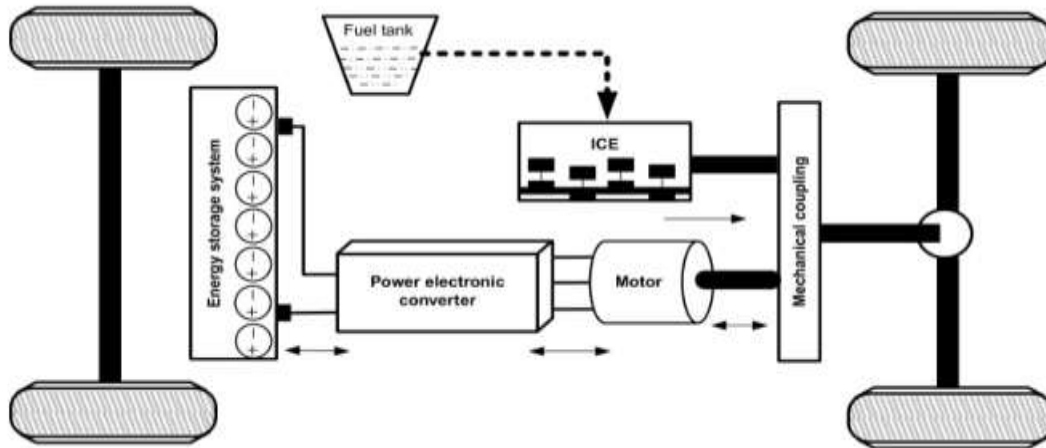 Fuel tank
ICE
Energy storage system
Power electronic
converter
Motor
Mechanical coupling